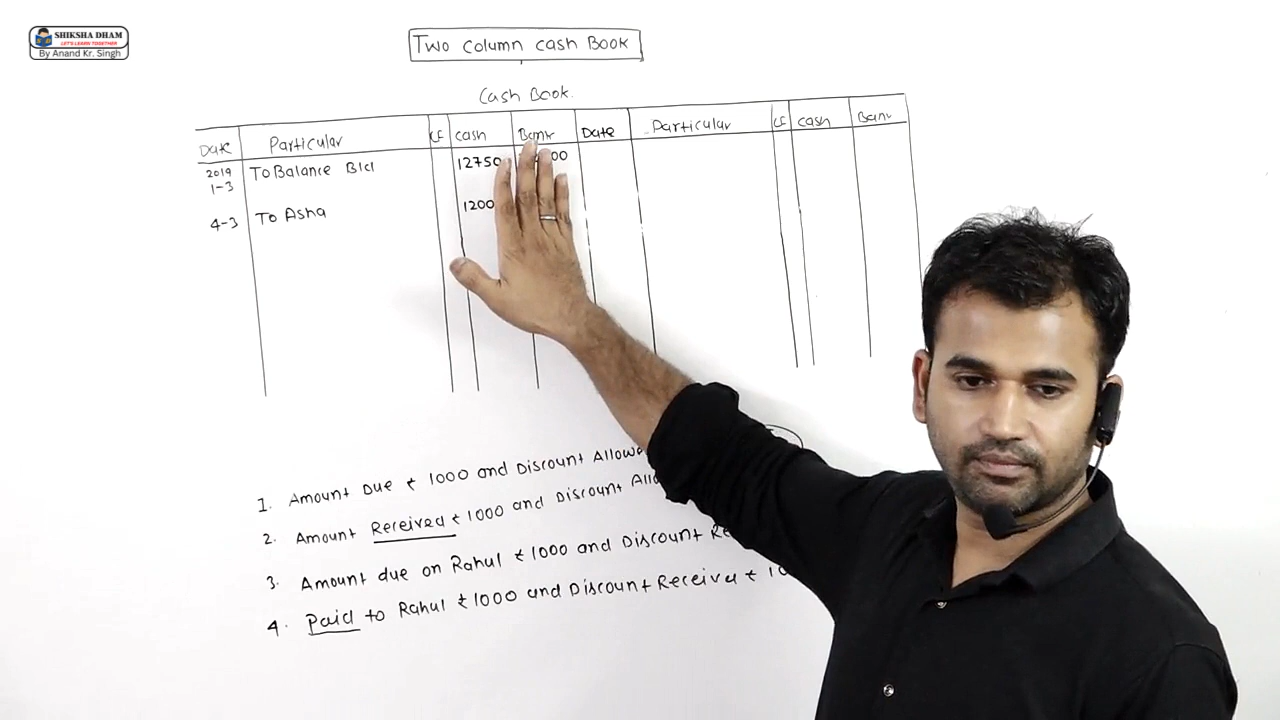 SHIKSHA DHAM
LET'S LEARN TOGETHER
By Anand Kr. Singh
Two column cash Book
Cash Book.
Date Particular LF cash Bank Date Particular LF cash Bank
2019
1-3 To Balance B/d 12750
4-3 To Asha 1200
1. Amount Due ₹ 1000 and Discount
2. Amount Received ₹ 1000 and Discount
3. Amount due on Rahul ₹ 1000 and Discount
4. Paid to Rahul ₹ 1000 and Discount Received ₹